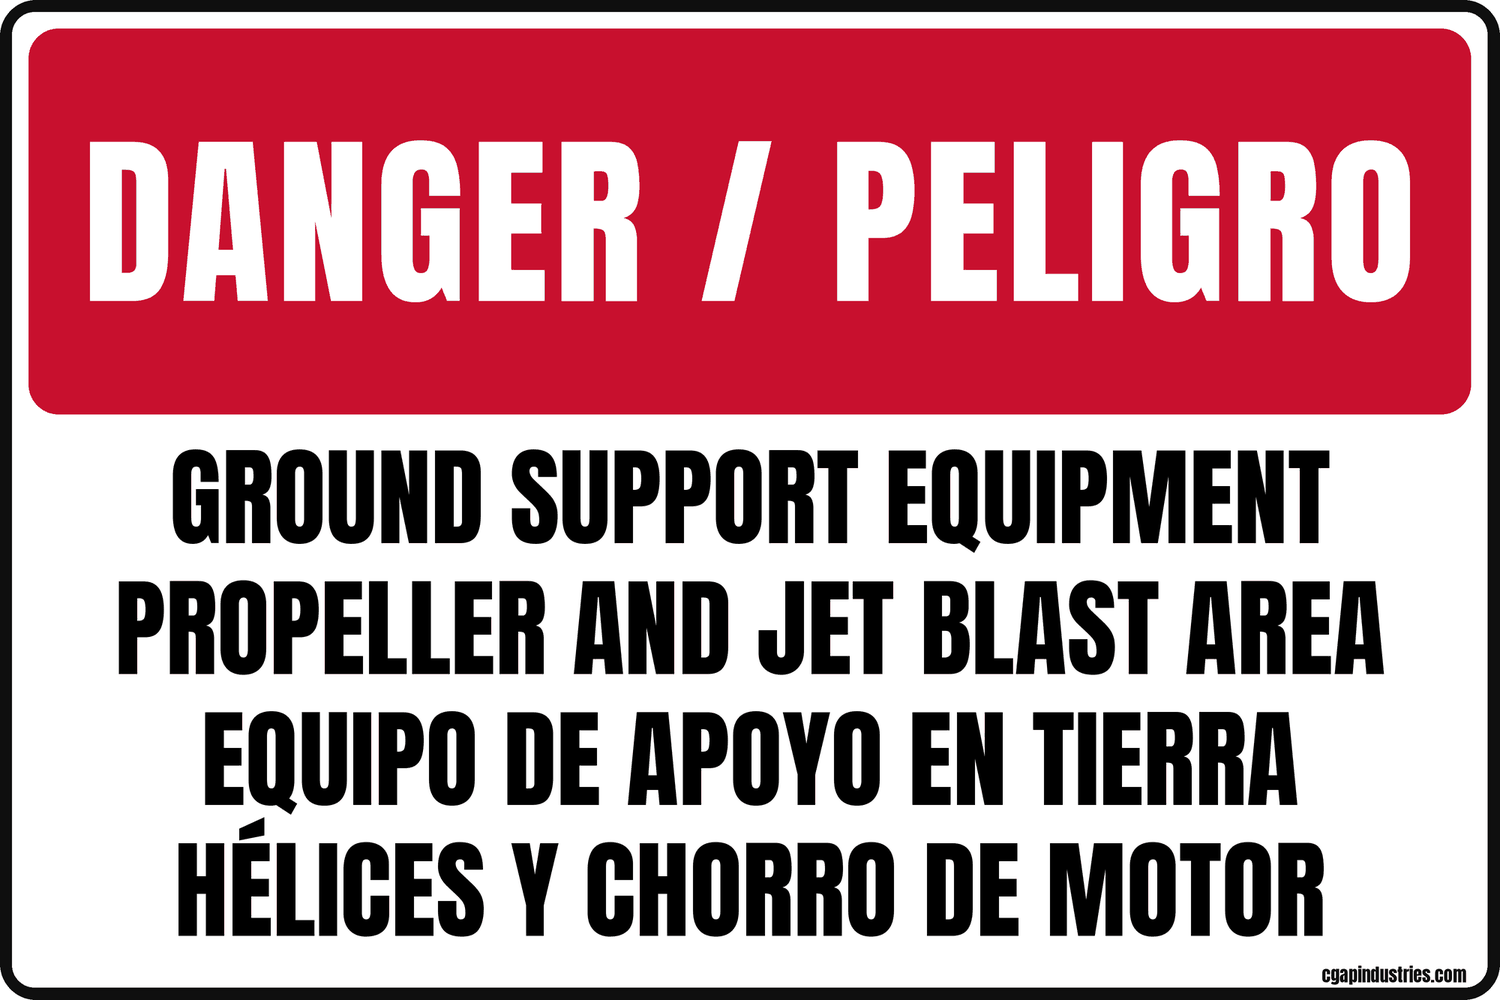 DANGER / PELIGRO
GROUND SUPPORT EQUIPMENT
PROPELLER AND JET BLAST AREA
EQUIPO DE APOYO EN TIERRA
HÉLICES Y CHORRO DE MOTOR
cgapindustries.com